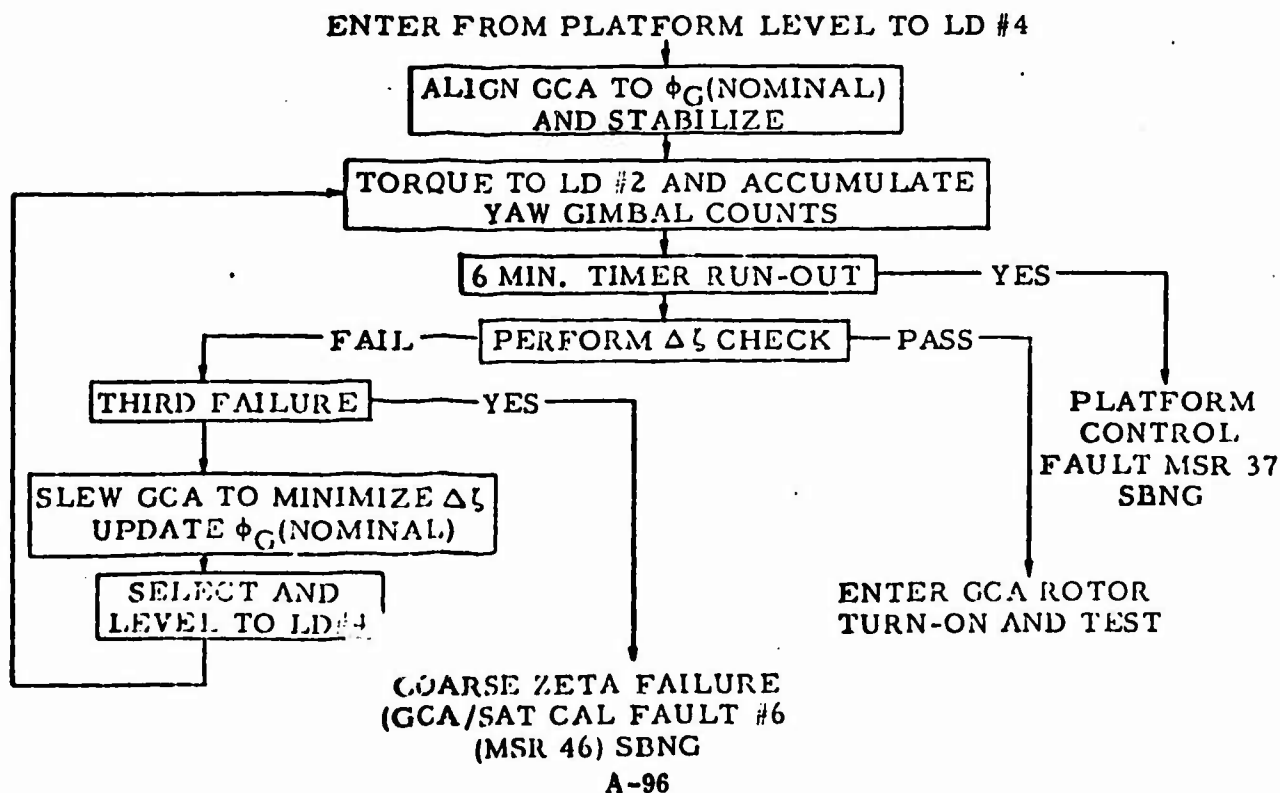 ENTER FROM PLATFORM LEVEL TO LD #4
ALIGN GCA TO ϕG(NOMINAL)
AND STABILIZE
TORQUE TO LD #2 AND ACCUMULATE
YAW GIMBAL COUNTS
6 MIN. TIMER RUN-OUT
YES
FAIL
PERFORM Δζ CHECK
PASS
THIRD FAILURE
YES
PLATFORM
CONTROL
FAULT MSR 37
SBNG
SLEW GCA TO MINIMIZE Δζ
UPDATE ϕG(NOMINAL)
SELECT AND
LEVEL TO LD #4
ENTER GCA ROTOR
TURN-ON AND TEST
COARSE ZETA FAILURE
(GCA/SAT CAL FAULT #6
(MSR 46) SBNG
A-96